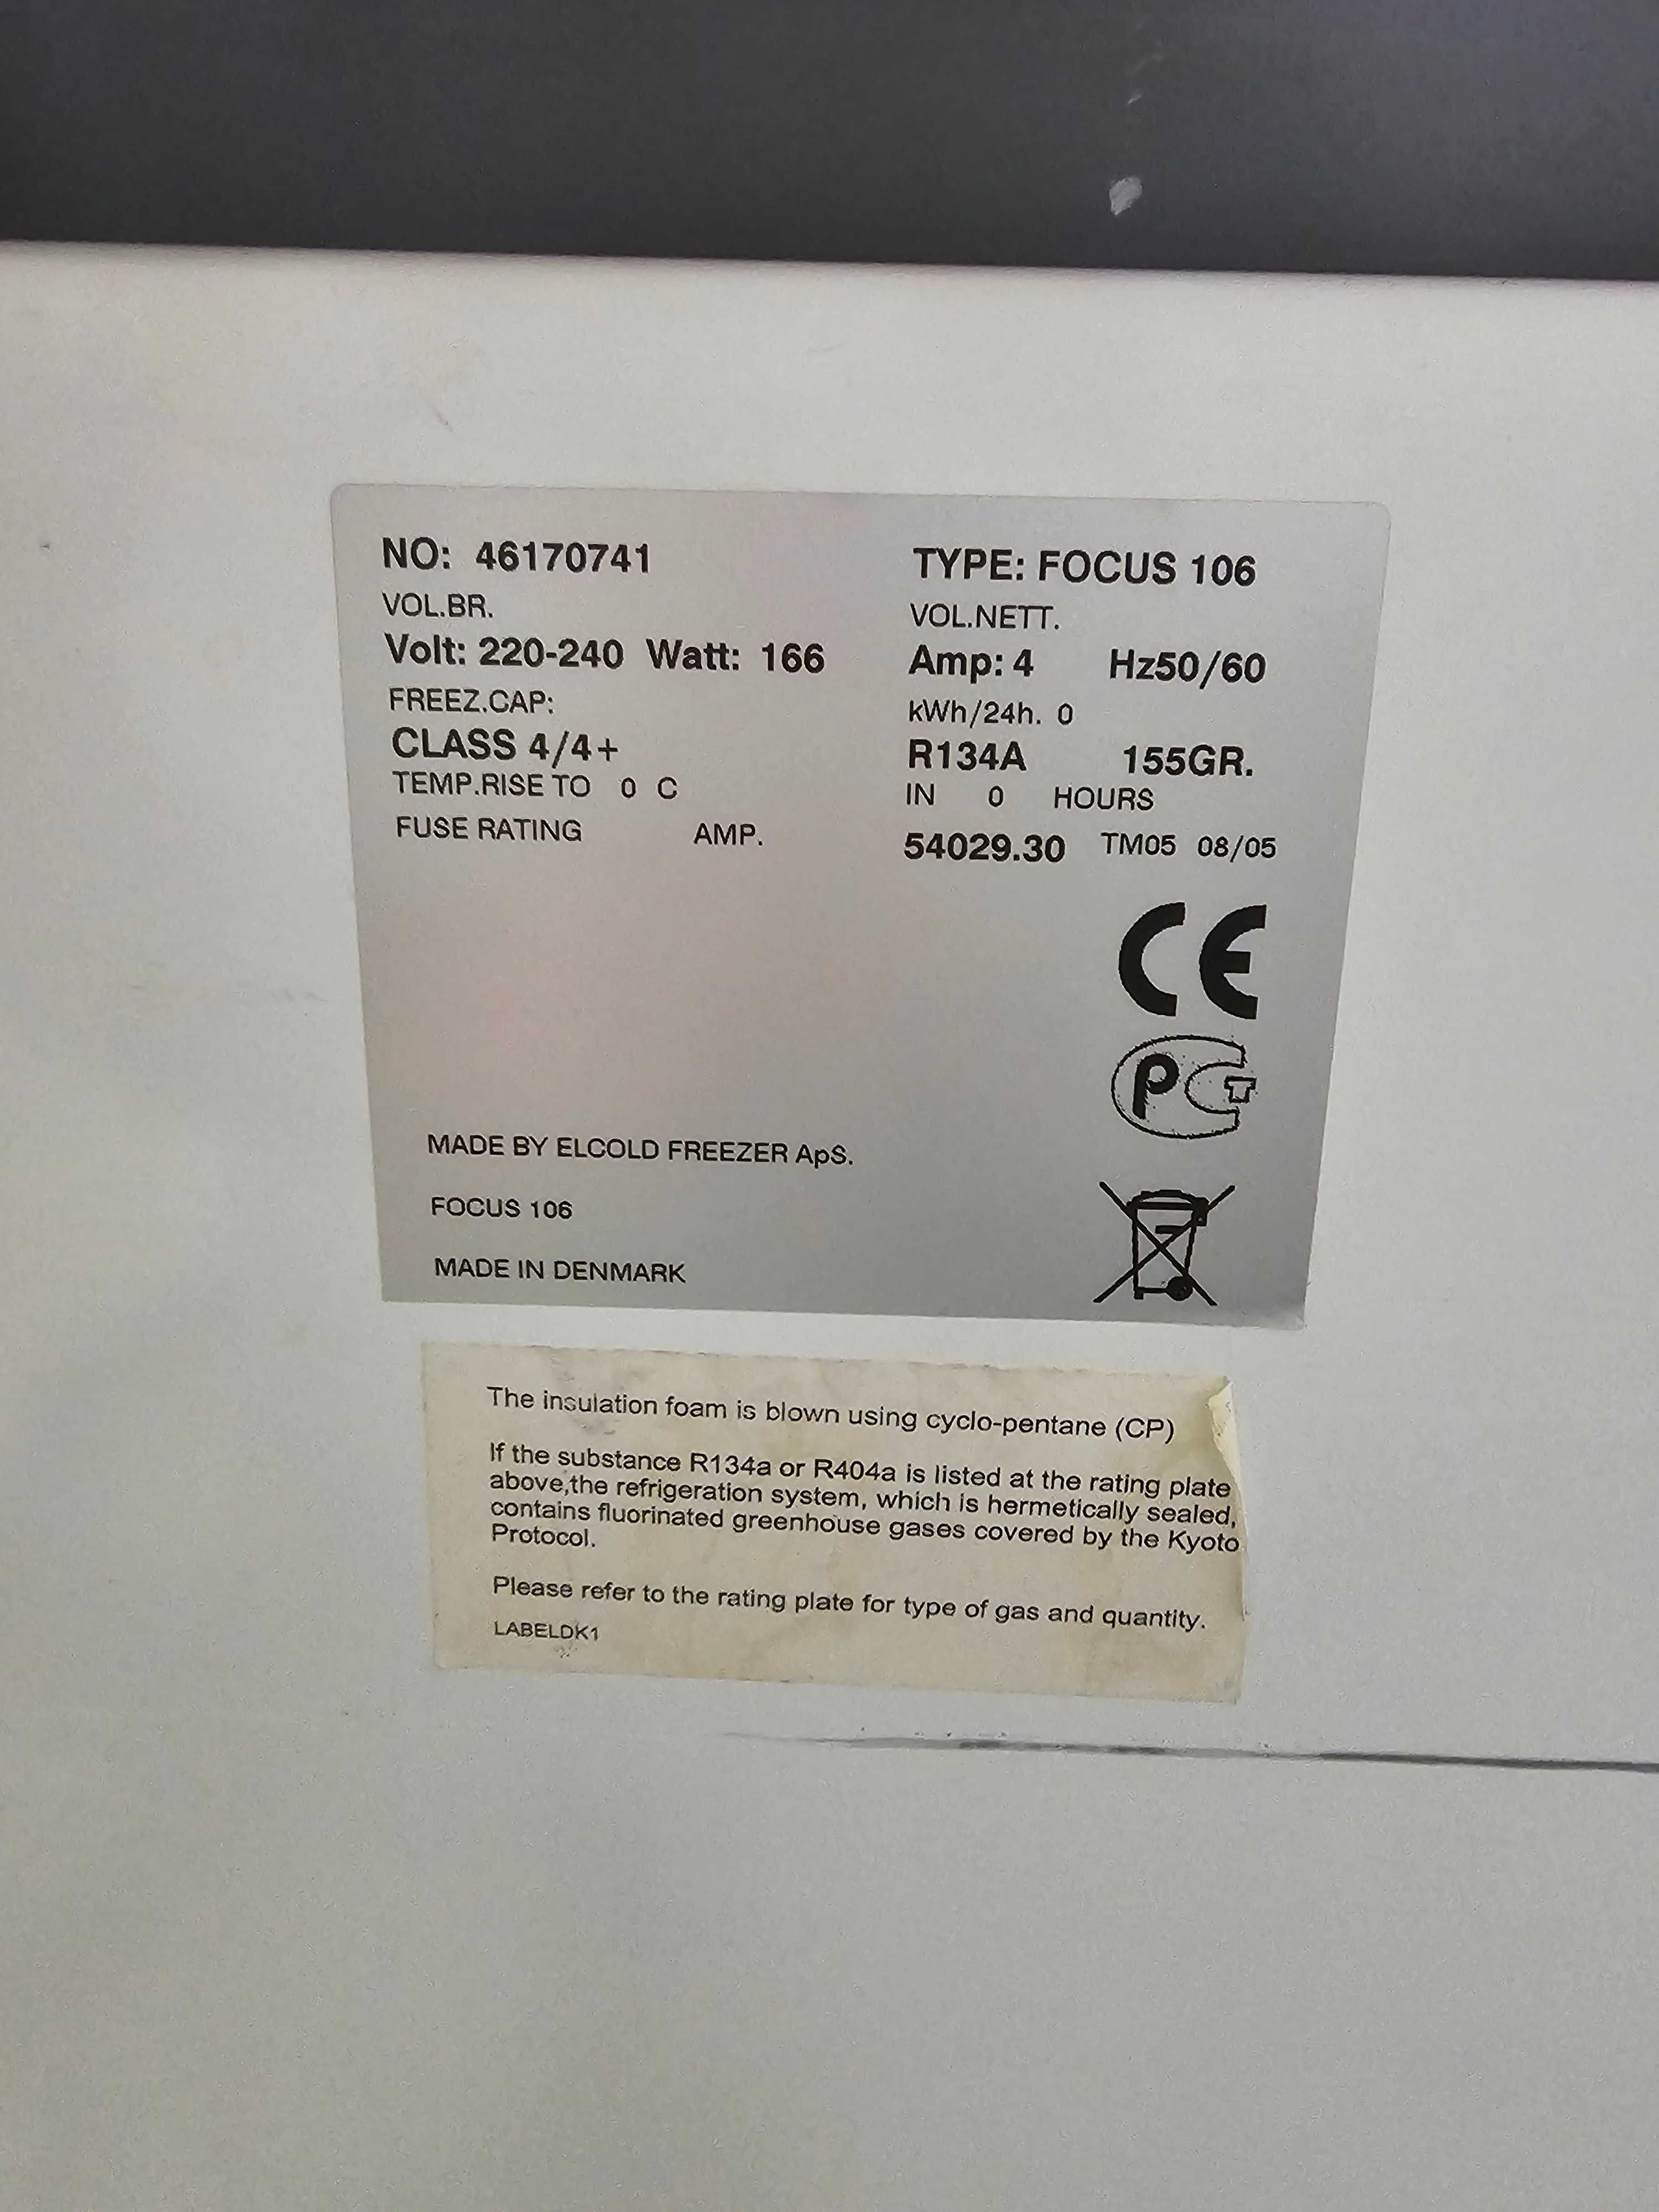 NO: 46170741 TYPE: FOCUS 106
VOL.BR. VOL.NETT.
Volt: 220-240 Watt: 166 Amp: 4 Hz50/60
FREEZ.CAP: kWh/24h. 0
CLASS 4/4+ R134A 155GR.
TEMP.RISE TO 0 C IN 0 HOURS
FUSE RATING AMP. 54029.30 TM05 08/05
CE
PCT
MADE BY ELCOLD FREEZER ApS.
FOCUS 106
MADE IN DENMARK
The insulation foam is blown using cyclo-pentane (CP)
If the substance R134a or R404a is listed at the rating plate
above,the refrigeration system, which is hermetically sealed,
contains fluorinated greenhouse gases covered by the Kyoto
Protocol.
Please refer to the rating plate for type of gas and quantity.
LABELDK1